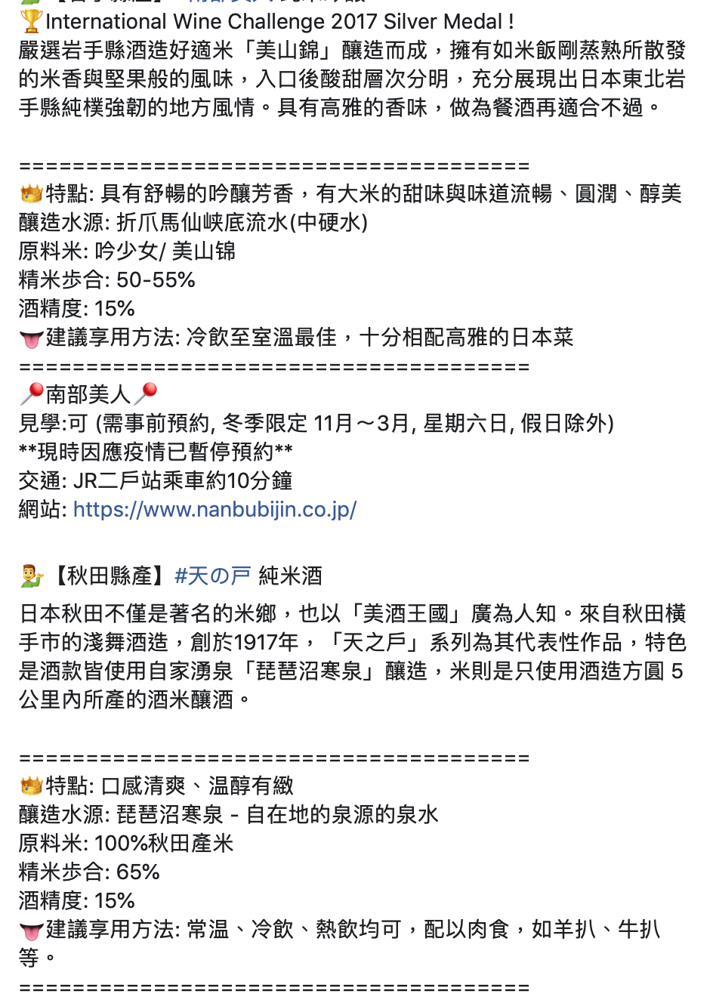 🏆International Wine Challenge 2017 Silver Medal !
嚴選岩手縣酒造好適米「美山錦」釀造而成，擁有如米飯剛蒸熟所散發
的米香與堅果般的風味，入口後酸甜層次分明，充分展現出日本東北岩
手縣純樸強韌的地方風情。具有高雅的香味，做為餐酒再適合不過。
======================================
👑特點: 具有舒暢的吟釀芳香，有大米的甜味與味道流暢、圓潤、醇美
釀造水源: 折爪馬仙峡底流水(中硬水)
原料米: 吟少女/ 美山锦
精米歩合: 50-55%
酒精度: 15%
👅建議享用方法: 冷飲至室溫最佳，十分相配高雅的日本菜
======================================
📍南部美人📍
見學:可 (需事前預約, 冬季限定 11月～3月, 星期六日, 假日除外)
**現時因應疫情已暫停預約**
交通: JR二戶站乘車約10分鐘
網站: https://www.nanbubijin.co.jp/
💁‍♂️【秋田縣產】#天の戸 純米酒
日本秋田不僅是著名的米鄉，也以「美酒王國」廣為人知。來自秋田橫
手市的淺舞酒造，創於1917年，「天之戶」系列為其代表性作品，特色
是酒款皆使用自家湧泉「琵琶沼寒泉」釀造，米則是只使用酒造方圓 5
公里內所產的酒米釀酒。
======================================
👑特點: 口感清爽、温醇有緻
釀造水源: 琵琶沼寒泉 - 自在地的泉源的泉水
原料米: 100%秋田產米
精米歩合: 65%
酒精度: 15%
👅建議享用方法: 常温、冷飲、熱飲均可，配以肉食，如羊扒、牛扒
等。
======================================